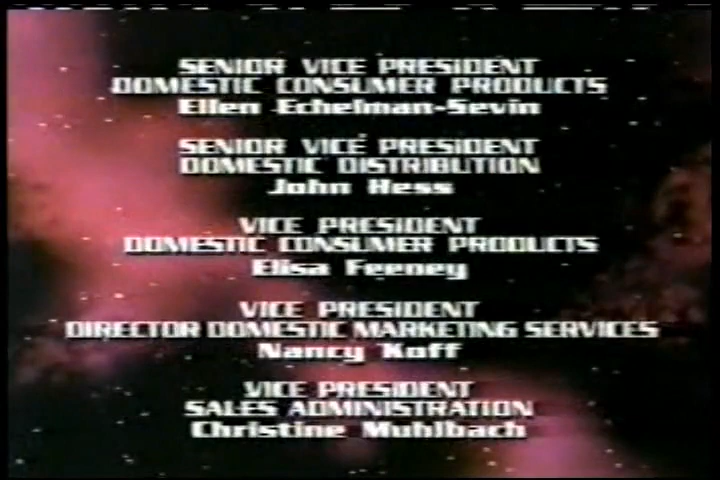 SENIOR VICE PRESIDENT
DOMESTIC CONSUMER PRODUCTS
Ellen Echelman-Sevin
SENIOR VICE PRESIDENT
DOMESTIC DISTRIBUTION
John Hess
VICE PRESIDENT
DOMESTIC CONSUMER PRODUCTS
Elisa Feeney
VICE PRESIDENT
DIRECTOR DOMESTIC MARKETING SERVICES
Nancy Koff
VICE PRESIDENT
SALES ADMINISTRATION
Christine Muhlbach